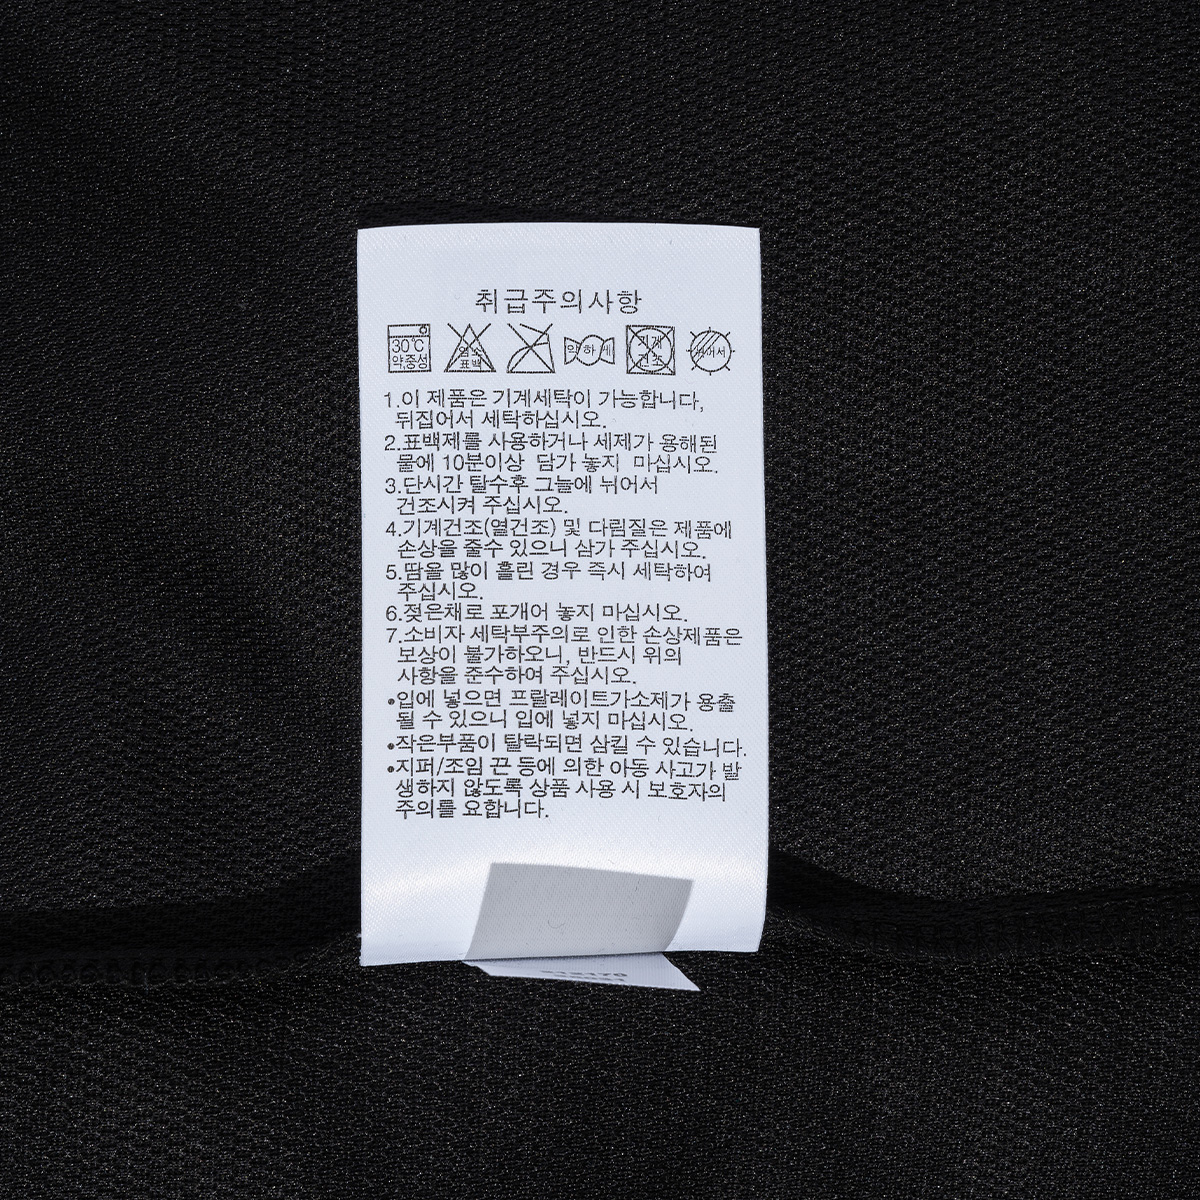 취급주의사항
30℃
약,중성
염소
표백
약하게
기계
건조
뉘어서
1.이 제품은 기계세탁이 가능합니다,
뒤집어서 세탁하십시오.
2.표백제를 사용하거나 세제가 용해된
물에 10분이상 담가 놓지 마십시오.
3.단시간 탈수후 그늘에 뉘어서
건조시켜 주십시오.
4.기계건조(열건조) 및 다림질은 제품에
손상을 줄수 있으니 삼가 주십시오.
5.땀을 많이 흘린 경우 즉시 세탁하여
주십시오.
6.젖은채로 포개어 놓지 마십시오.
7.소비자 세탁부주의로 인한 손상제품은
보상이 불가하오니, 반드시 위의
사항을 준수하여 주십시오.
•입에 넣으면 프탈레이트가소제가 용출
될 수 있으니 입에 넣지 마십시오.
•작은부품이 탈락되면 삼킬 수 있습니다.
•지퍼/조임 끈 등에 의한 아동 사고가 발
생하지 않도록 상품 사용 시 보호자의
주의를 요합니다.